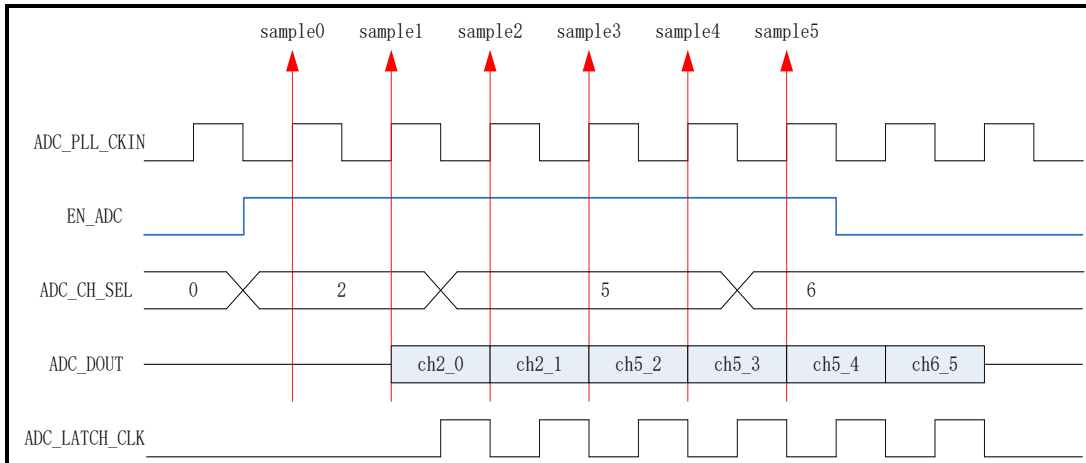 sample0 sample1 sample2 sample3 sample4 sample5
ADC_PLL_CKIN
EN_ADC
ADC_CH_SEL 0 2 5 6
ADC_DOUT ch2_0 ch2_1 ch5_2 ch5_3 ch5_4 ch6_5
ADC_LATCH_CLK